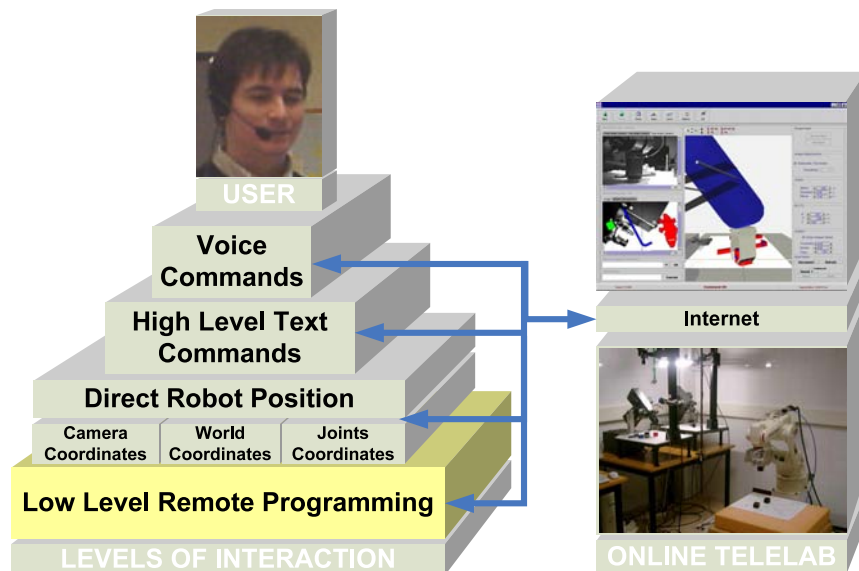 USER
Voice
Commands
High Level Text
Commands
Direct Robot Position
Camera
Coordinates
World
Coordinates
Joints
Coordinates
Low Level Remote Programming
LEVELS OF INTERACTION
Internet
ONLINE TELELAB